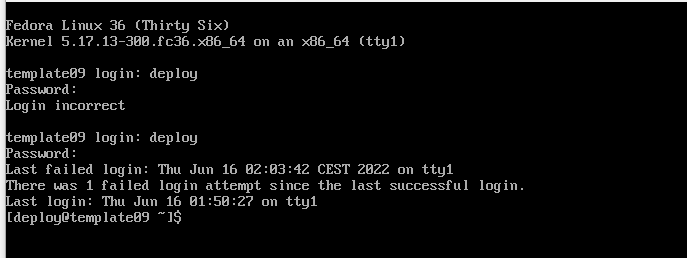 Fedora Linux 36 (Thirty Six)
Kernel 5.17.13-300.fc36.x86_64 on an x86_64 (tty1)
template09 login: deploy
Password:
Login incorrect
template09 login: deploy
Password:
Last failed login: Thu Jun 16 02:03:42 CEST 2022 on tty1
There was 1 failed login attempt since the last successful login.
Last login: Thu Jun 16 01:50:27 on tty1
[deploy@template09 ~]$